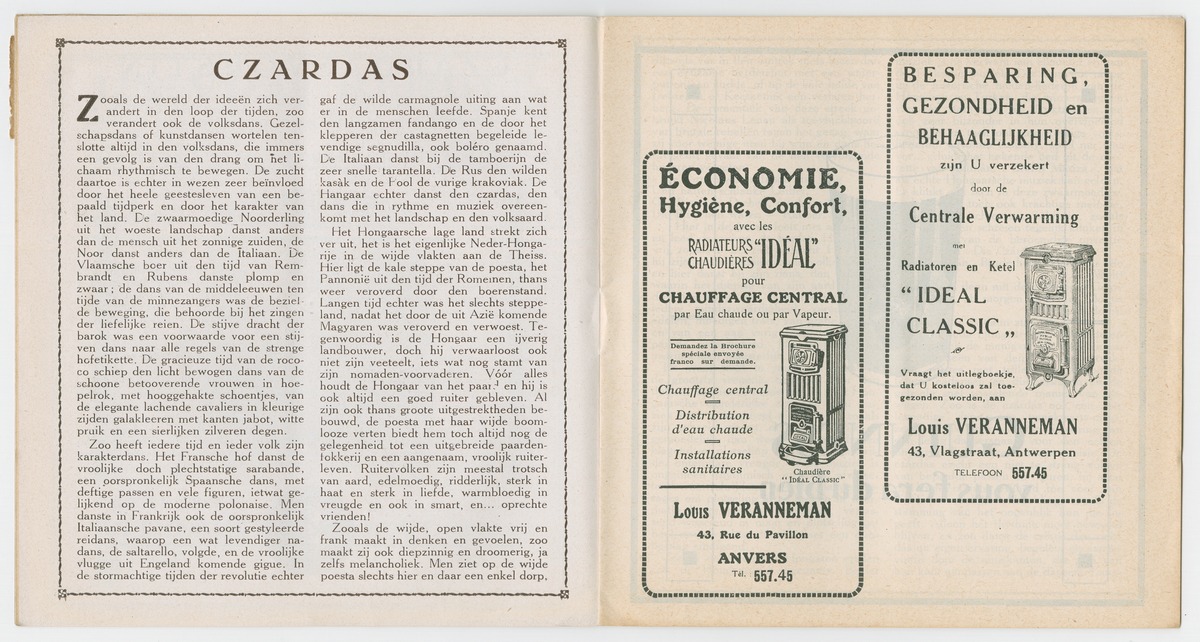 CZARDAS
Zooals de wereld der ideeën zich ver-
andert in den loop der tijden, zoo
verandert ook de volksdans. Gezel-
schapsdans of kunstdansen wortelen ten-
slotte altijd in den volksdans, die immers
een gevolg is van den drang om het li-
chaam rhythmisch te bewegen. De zucht
daartoe is echter in wezen zeer beïnvloed
door het heele geestesleven van een be-
paald tijdperk en door het karakter van
het land. De zwaarmoedige Noorderling
uit het woeste landschap danst anders
dan de mensch uit het zonnige zuiden, de
Noor danst anders dan de Italiaan. De
Vlaamsche boer uit den tijd van Rem-
brandt en Rubens danste plomp en
zwaar; de dans van de middeleeuwen ten
tijde van de minnezangers was de beziel-
de beweging, die behoorde bij het zingen
der liefelijke reien. De stijve dracht der
barok was een voorwaarde voor een stij-
ven dans naar alle regels van de strenge
hofetikette. De gracieuze tijd van de roco-
co schiep den licht bewogen dans van de
schoone betooverende vrouwen in hoe-
pelrok, met hooggehakte schoentjes, van
de elegante lachende cavaliers in kleurige
zijden galakleeren met kanten jabot, witte
pruik en een sierlijken zilveren degen.
Zoo heeft iedere tijd en ieder volk zijn
karakterdans. Het Fransche hof danst de
vroolijke doch plechtstatige sarabande,
een oorspronkelijk Spaansche dans, met
deftige passen en vele figuren, ietwat ge-
lijkend op de moderne polonaise. Men
danste in Frankrijk ook de oorspronkelijk
Italiaansche pavane, een soort gestyleerde
reidans, waarop een wat levendiger na-
dans, de saltarello, volgde, en de vroolijke
vlugge uit Engeland komende gigue. In
de stormachtige tijden der revolutie echter
gaf de wilde carmagnole uiting aan wat
er in de menschen leefde. Spanje kent
den langzamen fandango en de door het
klepperen der castagnetten begeleide le-
vendige segnudilla, ook boléro genaamd.
De Italiaan danst bij de tamboerijn de
zeer snelle tarantella. De Rus den wilden
kasàk en de Pool de vurige krakoviak. De
Hangaar echter danst den czardas, den
dans die in rythme en muziek overeen-
komt met het landschap en den volksaard.
Het Hongaarsche lage land strekt zich
ver uit, het is het eigenlijke Neder-Honga-
rije in de wijde vlakten aan de Theiss.
Hier ligt de kale steppe van de poesta, het
Pannonië uit den tijd der Romeinen, thans
weer veroverd door den boerenstand.
Langen tijd echter was het slechts steppe-
land, nadat het door de uit Azië komende
Magyaren was veroverd en verwoest. Te-
genwoordig is de Hongaar een ijverig
landbouwer, doch hij verwaarloost ook
niet zijn veeteelt, iets wat nog stamt van
zijn nomaden-voorvaderen. Vóór alles
houdt de Hongaar van het paard en hij is
ook altijd een goed ruiter gebleven. Al
zijn ook thans groote uitgestrektheden be-
bouwd, de poesta met haar wijde boom-
looze verten biedt hem toch altijd nog de
gelegenheid tot een uitgebreide paarden-
fokkerij en een aangenaam, vroolijk ruiter-
leven. Ruitervolken zijn meestal trotsch
van aard, edelmoedig, ridderlijk, sterk in
haat en sterk in liefde, warmbloedig in
vreugde en ook in smart, en... oprechte
vrienden!
Zooals de wijde, open vlakte vrij en
frank maakt in denken en gevoelen, zoo
maakt zij ook diepzinnig en droomerig, ja
zelfs melancholiek. Men ziet op de wijde
poesta slechts hier en daar een enkel dorp,
ÉCONOMIE,
Hygiène, Confort,
avec les
RADIATEURS
CHAUDIÈRES "IDÉAL"
pour
CHAUFFAGE CENTRAL
par Eau chaude ou par Vapeur.
Demandez la Brochure
spéciale envoyée
franco sur demande.
Chauffage central
Distribution
d'eau chaude
Installations
sanitaires
Chaudière
"IDÉAL CLASSIC"
Louis VERANNEMAN
43, Rue du Pavillon
ANVERS
Tél. 557.45
BESPARING,
GEZONDHEID en
BEHAAGLIJKHEID
zijn U verzekert
door de
Centrale Verwarming
met
Radiatoren en Ketel
"IDEAL
CLASSIC„
Vraagt het uitlegboekje,
dat U kosteloos zal toe-
gezonden worden, aan
Louis VERANNEMAN
43, Vlagstraat, Antwerpen
TELEFOON 557.45